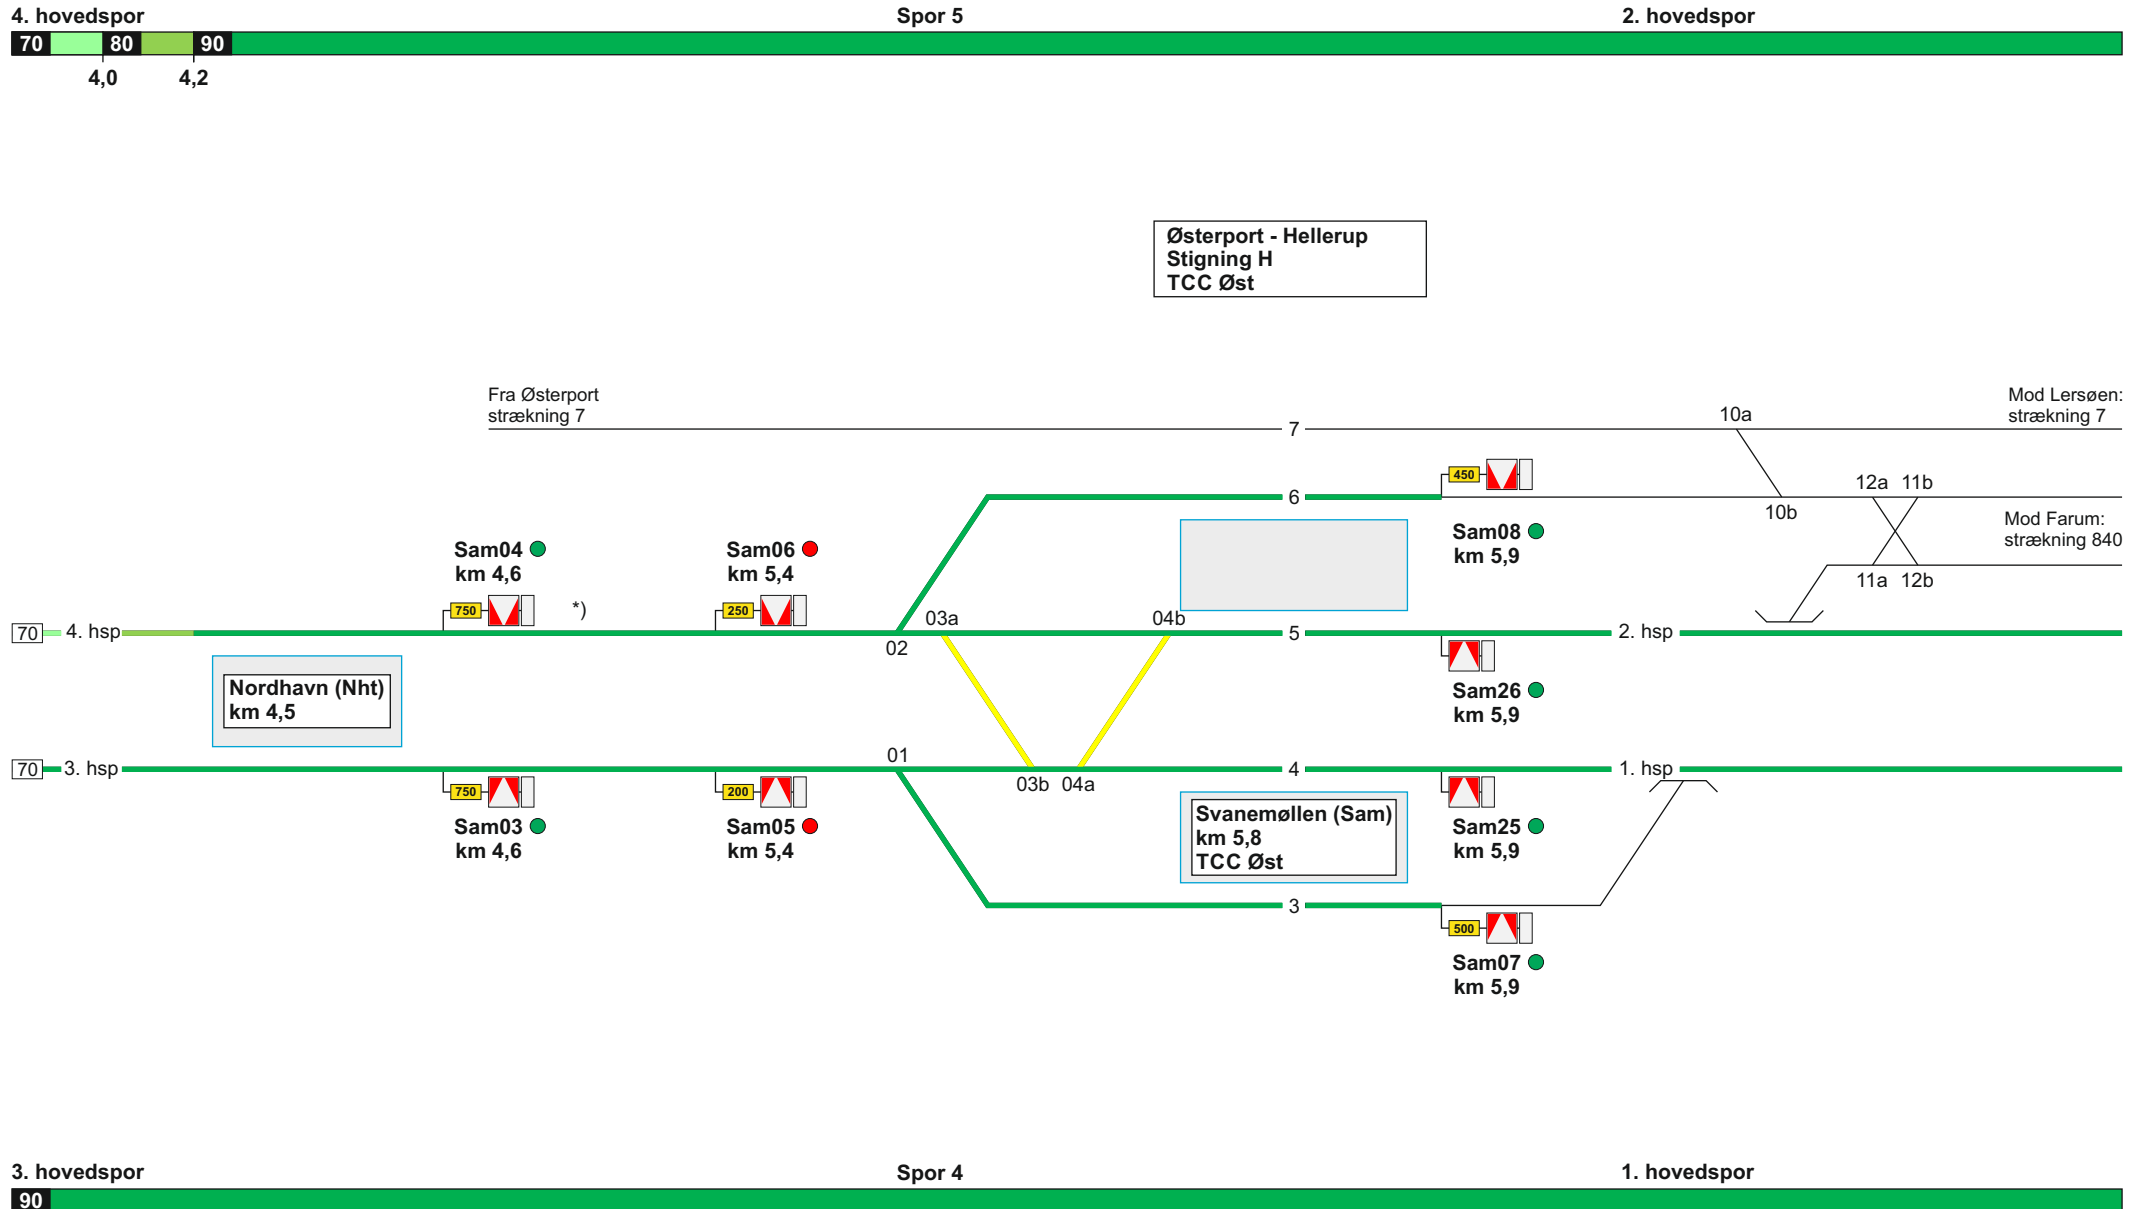 4. hovedspor
Spor 5
2. hovedspor
70
80
90
4,0
4,2
Østerport - Hellerup
Stigning H
TCC Øst
Fra Østerport
strækning 7
7
10a
Mod Lersøen:
strækning 7
450
6
10b
12a
11b
Sam08
km 5,9
Mod Farum:
strækning 840
11a
12b
Sam04
km 4,6
Sam06
km 5,4
750
*)
250
03a
04b
70
4. hsp
02
5
2. hsp
Nordhavn (Nht)
km 4,5
Sam26
km 5,9
01
70
3. hsp
4
1. hsp
03b
04a
750
200
Sam03
km 4,6
Sam05
km 5,4
Svanemøllen (Sam)
km 5,8
TCC Øst
Sam25
km 5,9
3
500
Sam07
km 5,9
3. hovedspor
Spor 4
1. hovedspor
90